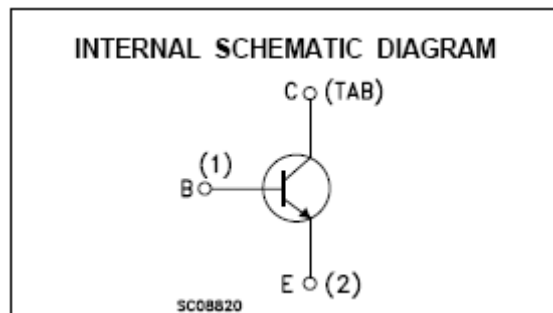 INTERNAL SCHEMATIC DIAGRAM
C (TAB)
(1)
B
E (2)
SC08820